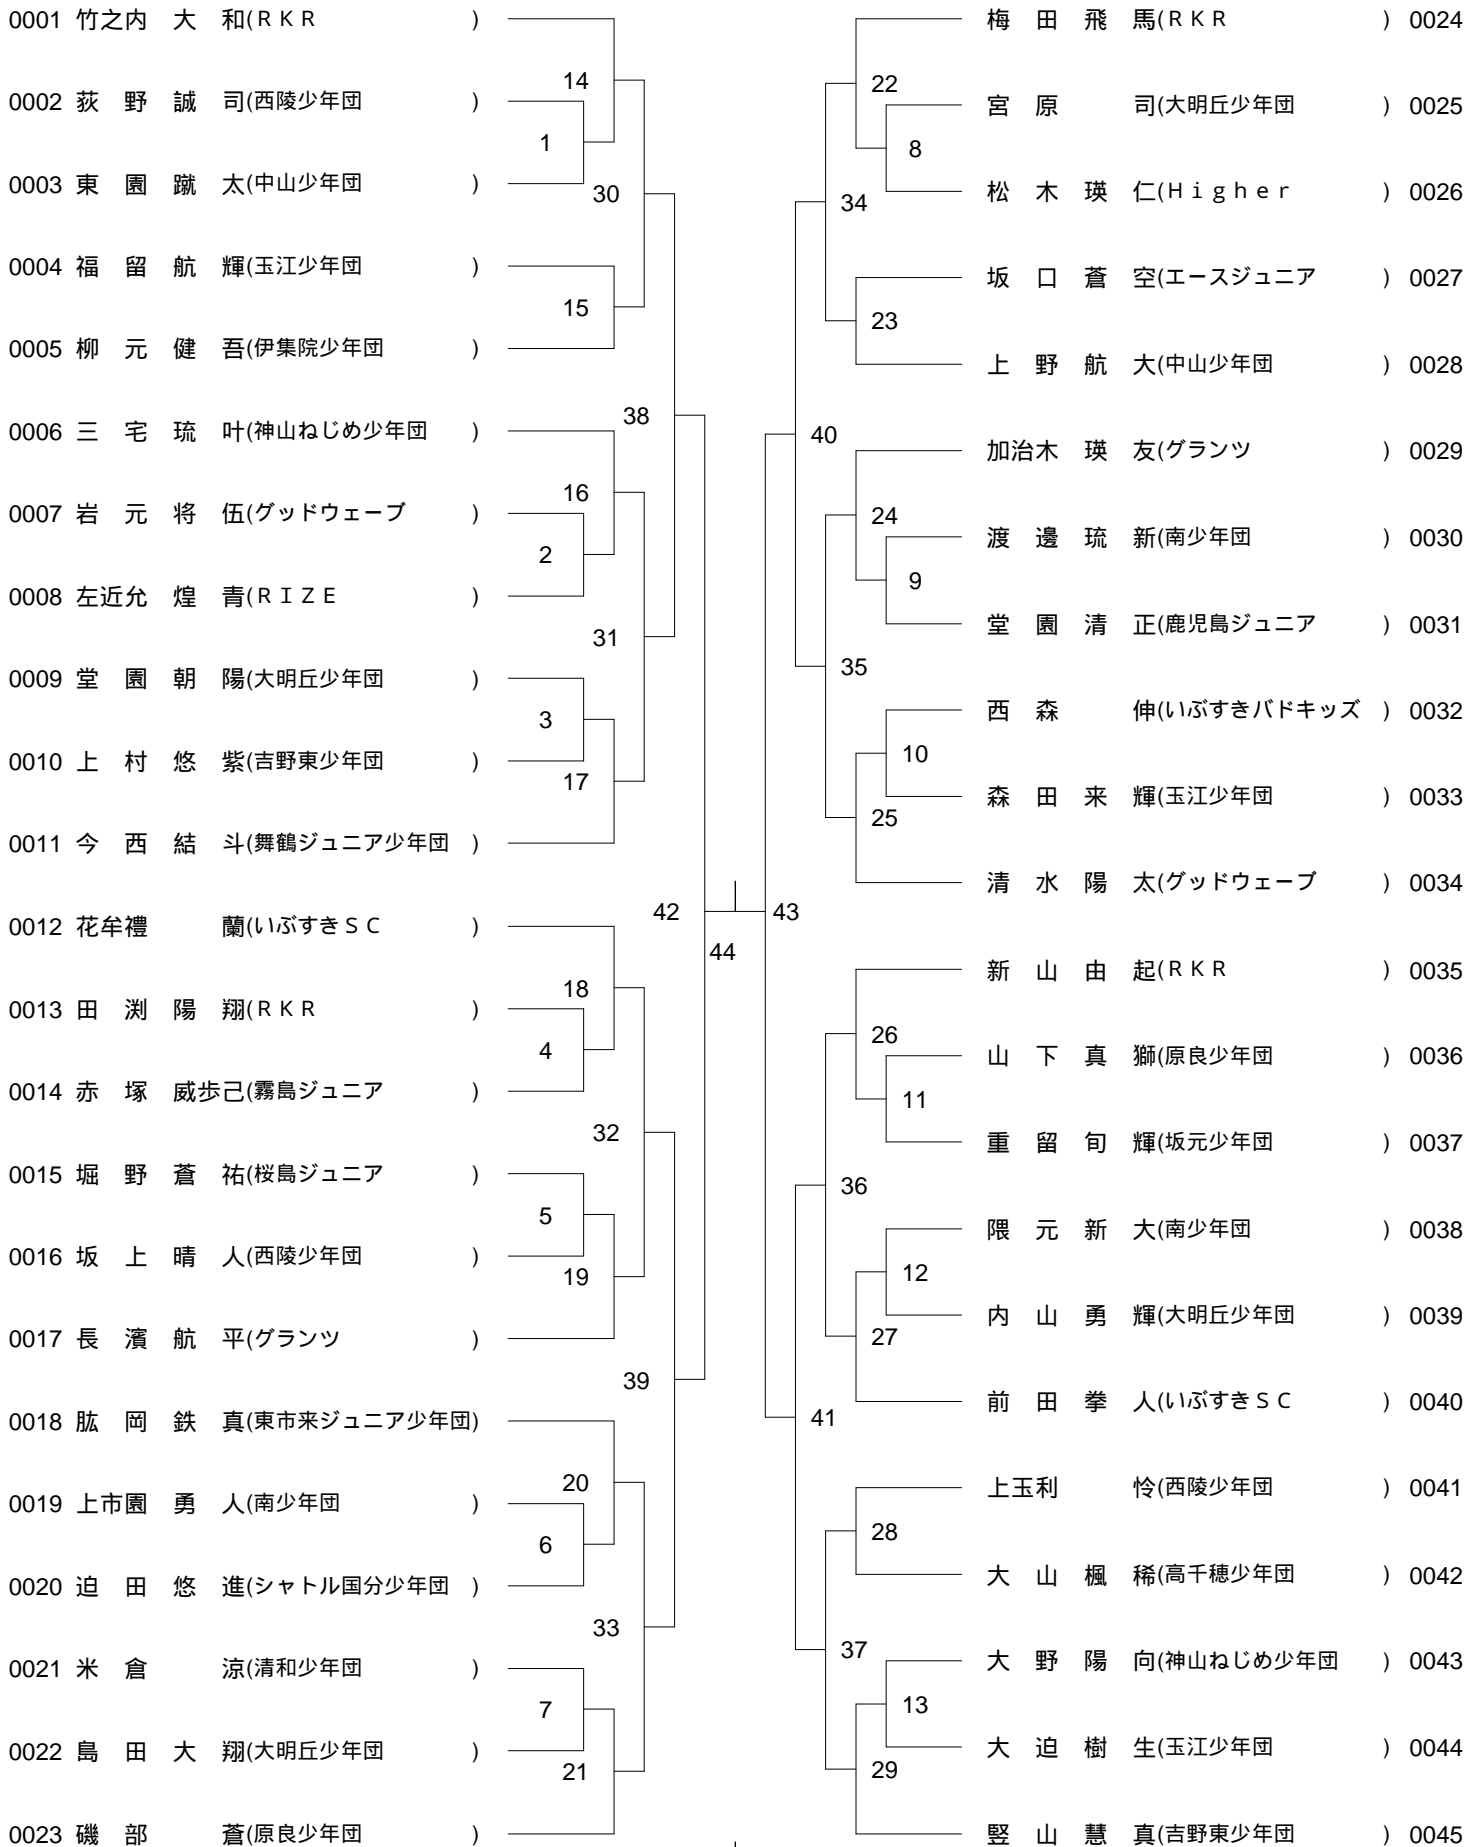 0001 竹之内 大 和(ＲＫＲ )
14
0002 荻 野 誠 司(西陵少年団 )
1
0003 東 園 蹴 太(中山少年団 )
30
0004 福 留 航 輝(玉江少年団 )
15
0005 柳 元 健 吾(伊集院少年団 )
38
0006 三 宅 琉 叶(神山ねじめ少年団 )
16
0007 岩 元 将 伍(グッドウェーブ )
2
0008 左近允 煌 青(ＲＩＺＥ )
31
0009 堂 園 朝 陽(大明丘少年団 )
3
0010 上 村 悠 紫(吉野東少年団 )
17
0011 今 西 結 斗(舞鶴ジュニア少年団 )
42
0012 花牟禮 蘭(いぶすきＳＣ )
44
18
0013 田 渕 陽 翔(ＲＫＲ )
4
0014 赤 塚 威歩己(霧島ジュニア )
32
0015 堀 野 蒼 祐(桜島ジュニア )
5
0016 坂 上 晴 人(西陵少年団 )
19
0017 長 濱 航 平(グランツ )
39
0018 肱 岡 鉄 真(東市来ジュニア少年団)
20
0019 上市園 勇 人(南少年団 )
6
0020 迫 田 悠 進(シャトル国分少年団 )
33
0021 米 倉 涼(清和少年団 )
7
0022 島 田 大 翔(大明丘少年団 )
21
0023 磯 部 蒼(原良少年団 )
梅 田 飛 馬(ＲＫＲ ) 0024
22
宮 原 司(大明丘少年団 ) 0025
8
松 木 瑛 仁(Ｈｉｇｈｅｒ ) 0026
34
坂 口 蒼 空(エースジュニア ) 0027
23
上 野 航 大(中山少年団 ) 0028
40
加治木 瑛 友(グランツ ) 0029
24
渡 邊 琉 新(南少年団 ) 0030
9
堂 園 清 正(鹿児島ジュニア ) 0031
35
西 森 伸(いぶすきバドキッズ ) 0032
10
森 田 来 輝(玉江少年団 ) 0033
25
清 水 陽 太(グッドウェーブ ) 0034
43
新 山 由 起(ＲＫＲ ) 0035
26
山 下 真 獅(原良少年団 ) 0036
11
重 留 旬 輝(坂元少年団 ) 0037
36
隈 元 新 大(南少年団 ) 0038
12
内 山 勇 輝(大明丘少年団 ) 0039
27
前 田 拳 人(いぶすきＳＣ ) 0040
41
上玉利 怜(西陵少年団 ) 0041
28
大 山 楓 稀(高千穂少年団 ) 0042
37
大 野 陽 向(神山ねじめ少年団 ) 0043
13
大 迫 樹 生(玉江少年団 ) 0044
29
竪 山 慧 真(吉野東少年団 ) 0045